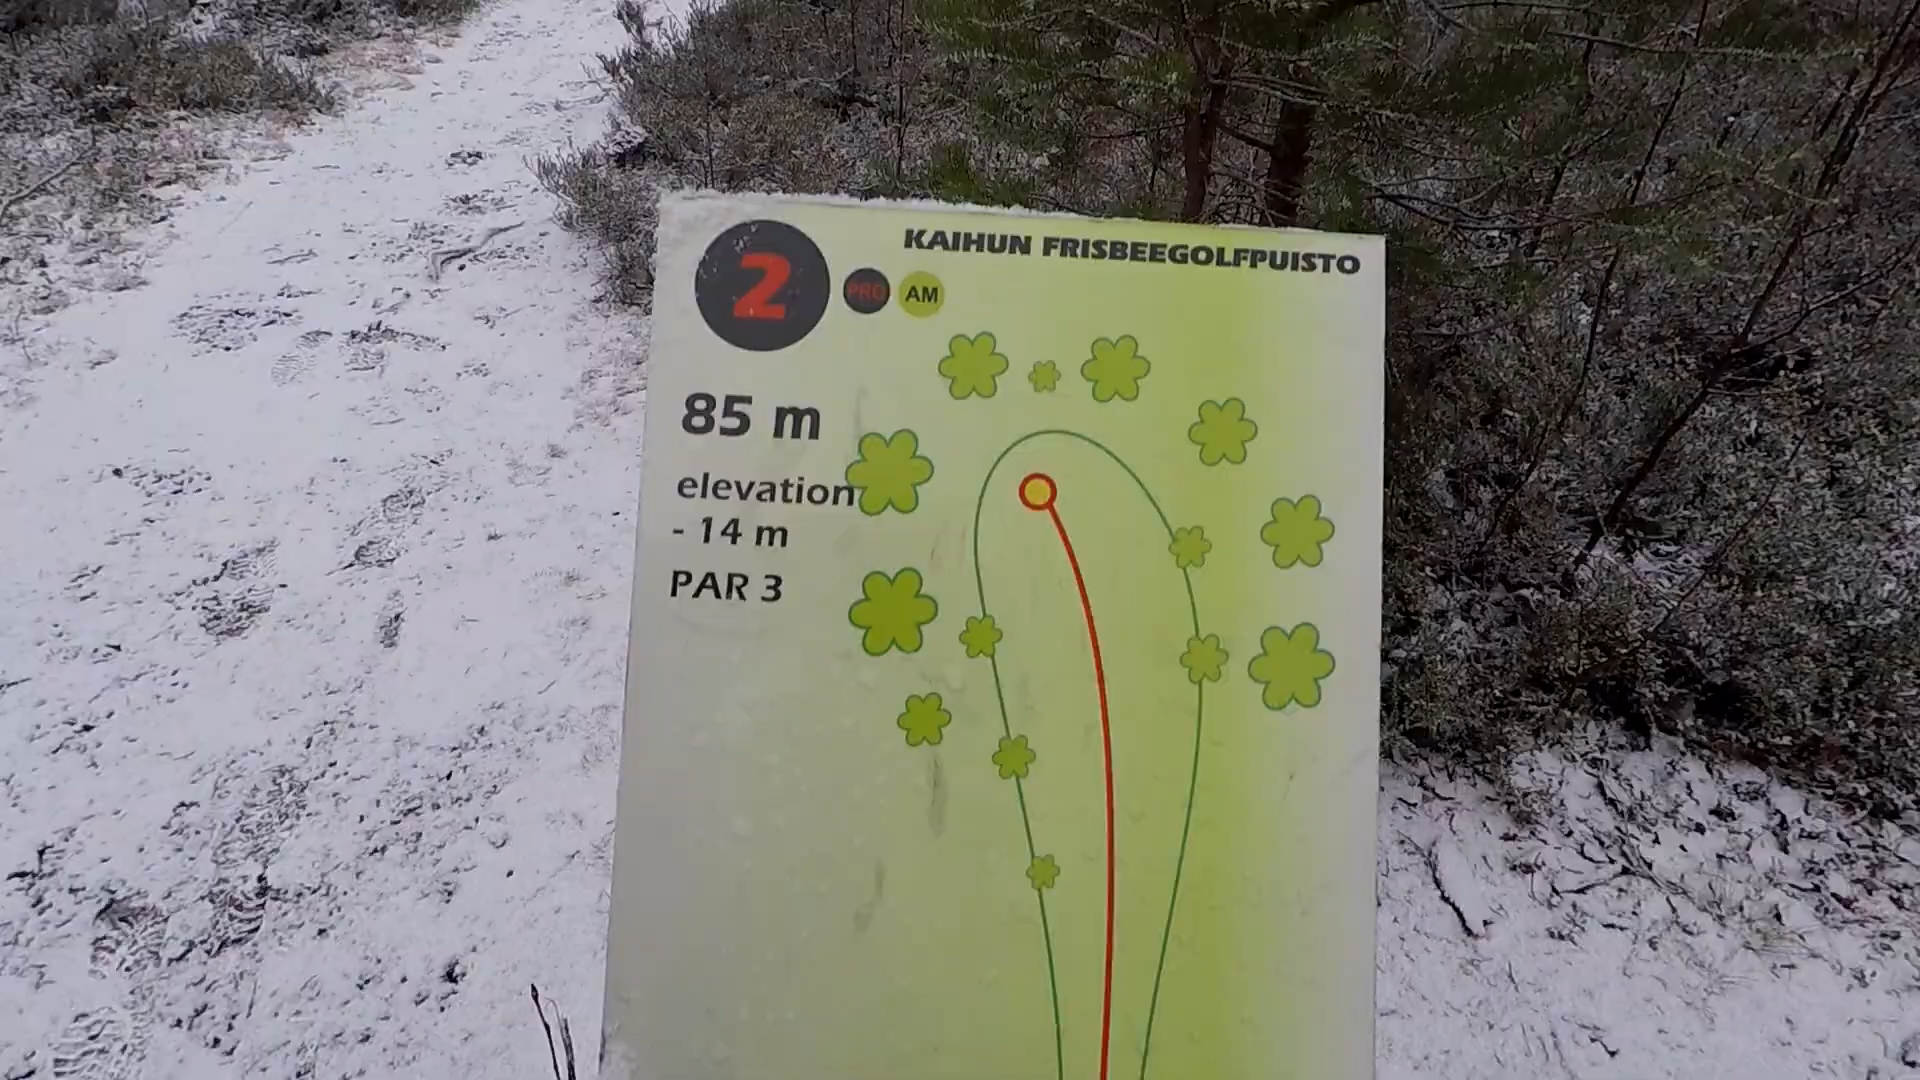 KAIHUN FRISBEEGOLFPUISTO
2 PRO AM
85 m
elevation
- 14 m
PAR 3